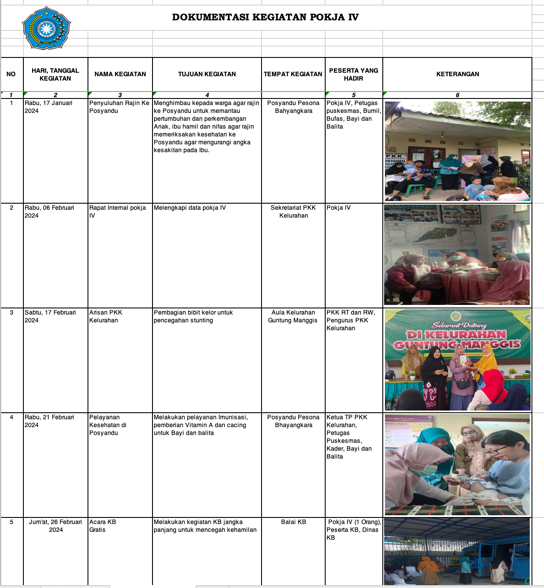 DOKUMENTASI KEGIATAN POKJA IV
NO
HARI, TANGGAL
KEGIATAN
NAMA KEGIATAN
TUJUAN KEGIATAN
TEMPAT KEGIATAN
PESERTA YANG
HADIR
KETERANGAN
1
2
3
4
5
6
1
Rabu, 17 Januari
2024
Penyuluhan Rajin Ke
Posyandu
Menghimbau kepada warga agar rajin
ke Posyandu untuk memantau
pertumbuhan dan perkembangan
Anak, ibu hamil dan nifas agar rajin
memeriksakan kesehatan ke
Posyandu agar mengurangi angka
kesakitan pada Ibu.
Posyandu Pesona
Bahyangkara
Pokja IV, Petugas
puskesmas, Bumil,
Bufas, Bayi dan
Balita
2
Rabu, 06 Februari
2024
Rapat Internal pokja
IV
Melengkapi data pokja IV
Sekretariat PKK
Kelurahan
Pokja IV
3
Sabtu, 17 Februari
2024
Arisan PKK
Kelurahan
Pembagian bibit kelor untuk
pencegahan stunting
Aula Kelurahan
Guntung Manggis
PKK RT dan RW,
Pengurus PKK
Kelurahan
Selamat Datang
DI KELURAHAN
GUNTUNG MANGGIS
4
Rabu, 21 Februari
2024
Pelayanan
Kesehatan di
Posyandu
Melakukan pelayanan Imunisasi,
pemberian Vitamin A dan cacing
untuk Bayi dan balita
Posyandu Pesona
Bhayangkara
Ketua TP PKK
Kelurahan,
Petugas
Puskesmas,
Kader, Bayi dan
Balita
5
Jum'at, 26 Februari
2024
Acara KB
Gratis
Melakukan kegiatan KB jangka
panjang untuk mencegah kehamilan
Balai KB
Pokja IV (1 Orang),
Peserta KB, Dinas
KB